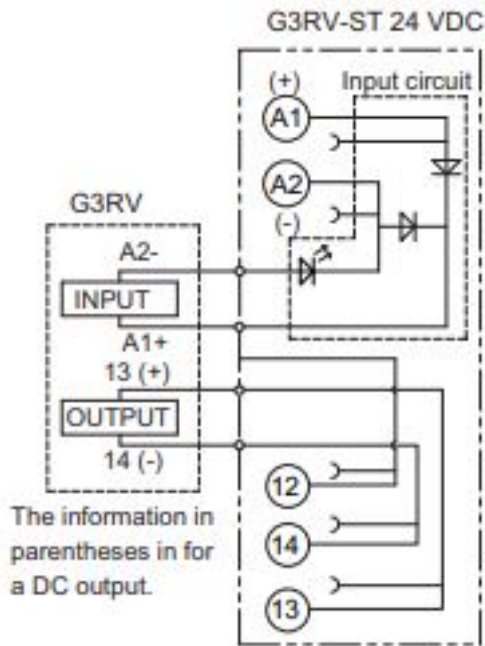 G3RV-ST 24 VDC
(+)
Input circuit
A1
A2
(-)
G3RV
A2-
INPUT
A1+
13 (+)
OUTPUT
14 (-)
12
14
13
The information in
parentheses in for
a DC output.